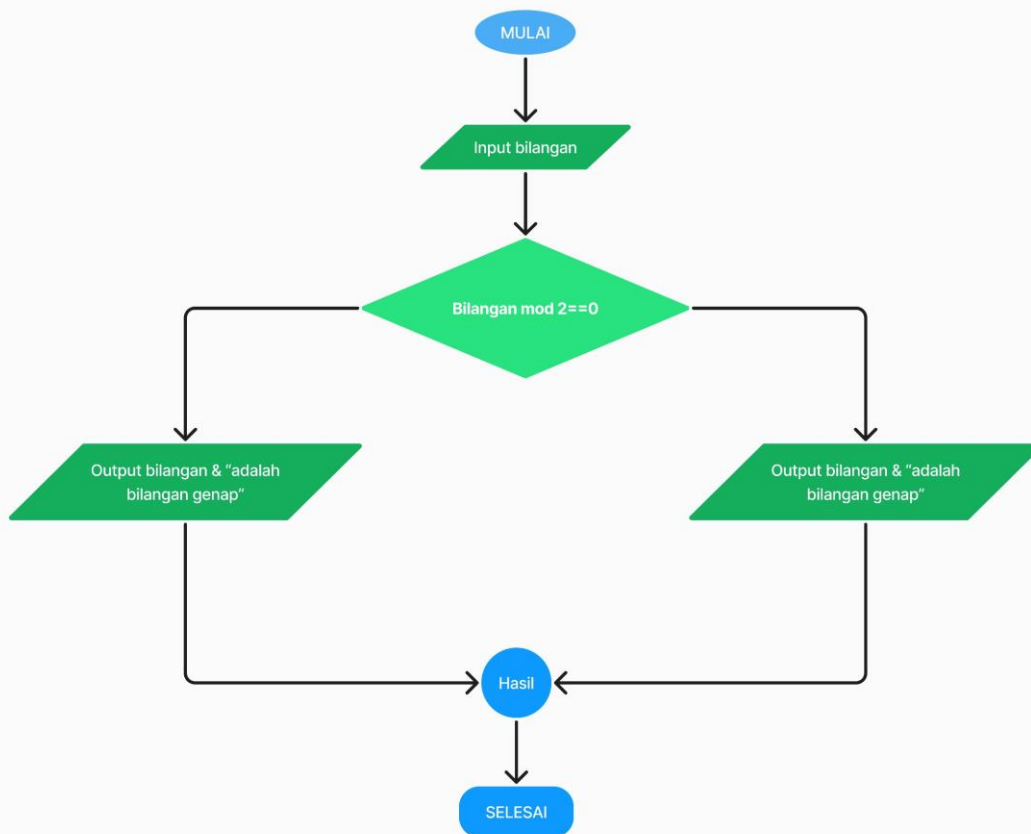 MULAI
Input bilangan
Bilangan mod 2==0
Output bilangan & “adalah
bilangan genap”
Output bilangan & “adalah
bilangan genap”
Hasil
SELESAI